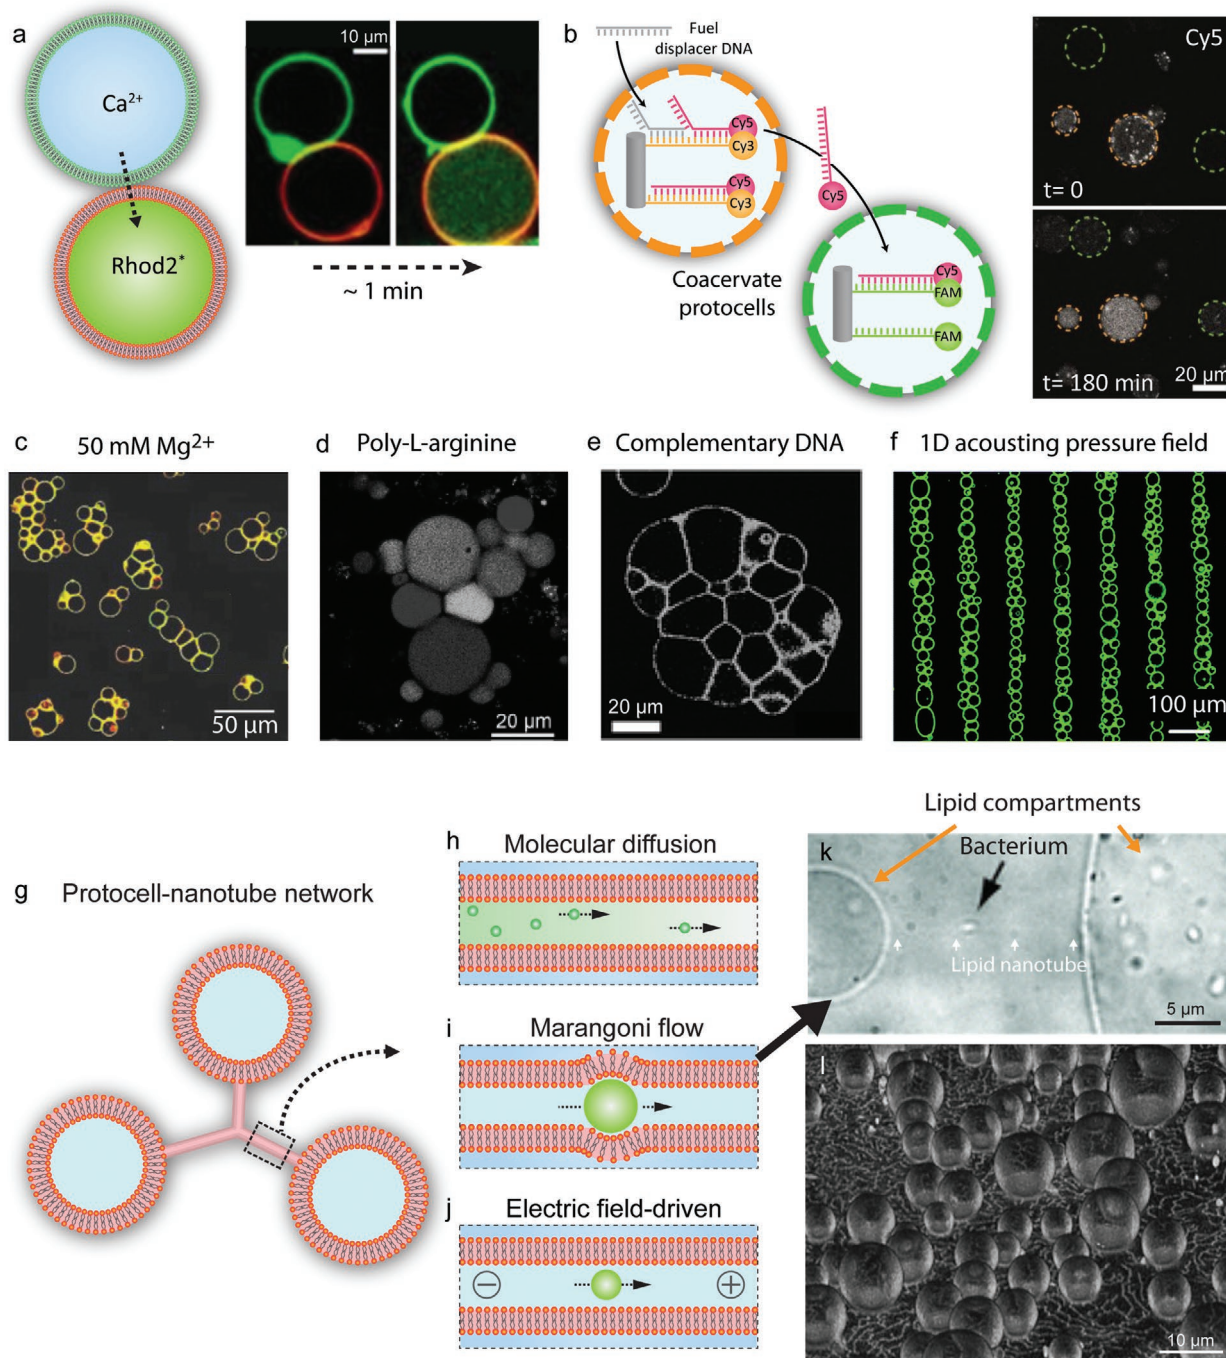 a
Ca2+
Rhod2*
10 µm
~ 1 min
b
Fuel
displacer DNA
Cy5
Cy3
Cy5
Cy3
Cy5
Coacervate
protocells
Cy5
FAM
FAM
Cy5
t= 0
t= 180 min
20 µm
c 50 mM Mg2+
50 µm
d Poly-L-arginine
20 µm
e Complementary DNA
20 µm
f 1D acousting pressure field
100 µm
g Protocell-nanotube network
h
Molecular diffusion
i
Marangoni flow
j
Electric field-driven
−
+
Lipid compartments
k
Bacterium
Lipid nanotube
5 µm
l
10 µm